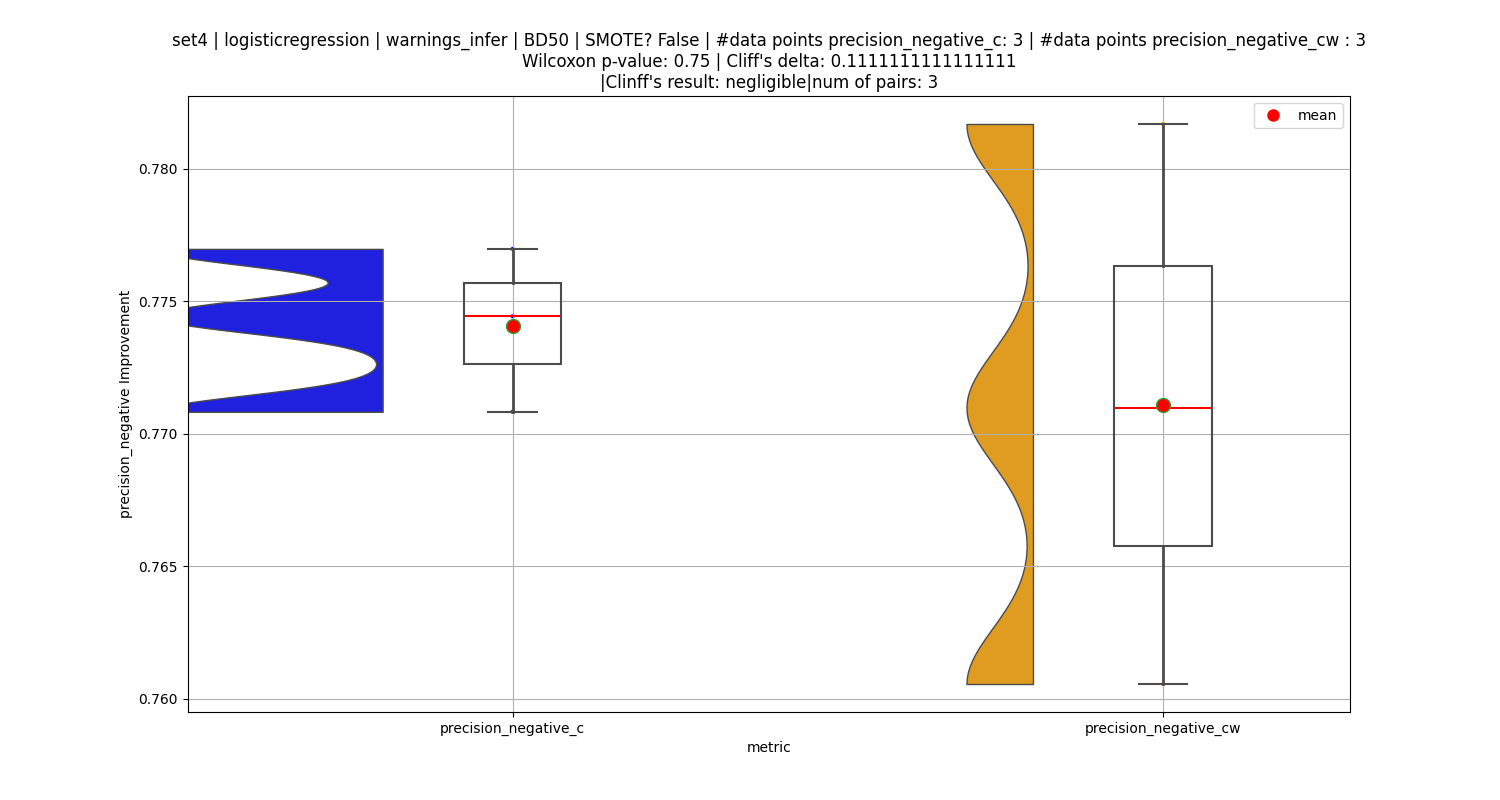 set4 | logisticregression | warnings_infer | BD50 | SMOTE? False | #data points precision_negative_c: 3 | #data points precision_negative_cw : 3
Wilcoxon p-value: 0.75 | Cliff's delta: 0.1111111111111111
|Clinff's result: negligible|num of pairs: 3
mean
0.780
0.775
0.770
0.765
0.760
precision_negative Improvement
precision_negative_c
precision_negative_cw
metric